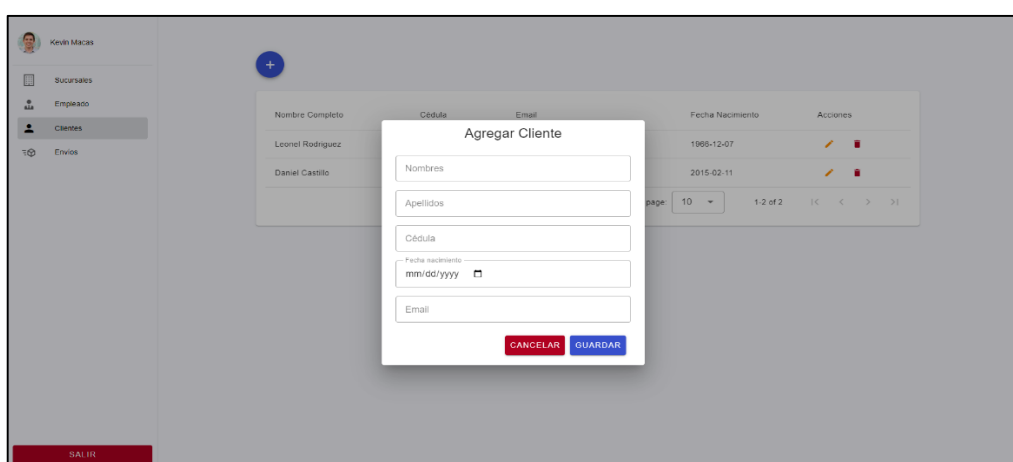 Kevin Macas
Sucursales
Empleado
Clientes
Envios
SALIR
+
Nombre Completo Cédula Email Fecha Nacimiento Acciones
Leonel Rodriguez 1966-12-07
Daniel Castillo 2015-02-11
page: 10 1-2 of 2
Agregar Cliente
Nombres
Apellidos
Cédula
Fecha nacimiento
mm/dd/yyyy
Email
CANCELAR GUARDAR